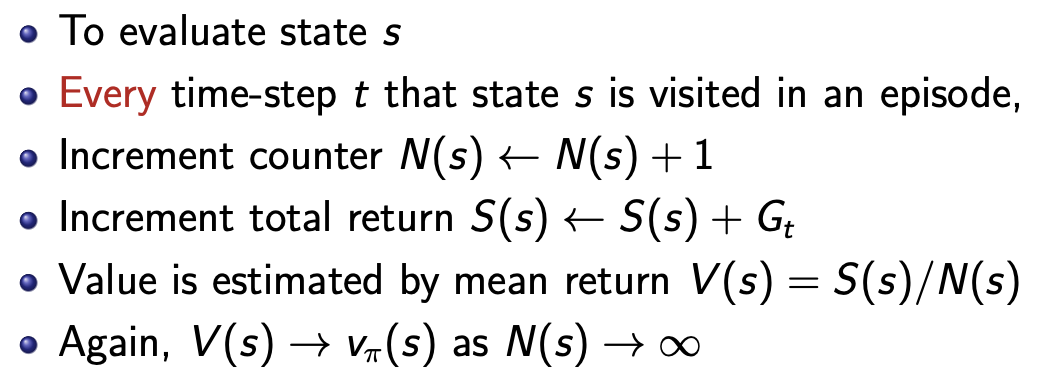 • To evaluate state s
• Every time-step t that state s is visited in an episode,
• Increment counter N(s) ← N(s) + 1
• Increment total return S(s) ← S(s) + Gₜ
• Value is estimated by mean return V(s) = S(s)/N(s)
• Again, V(s) → v_π(s) as N(s) → ∞